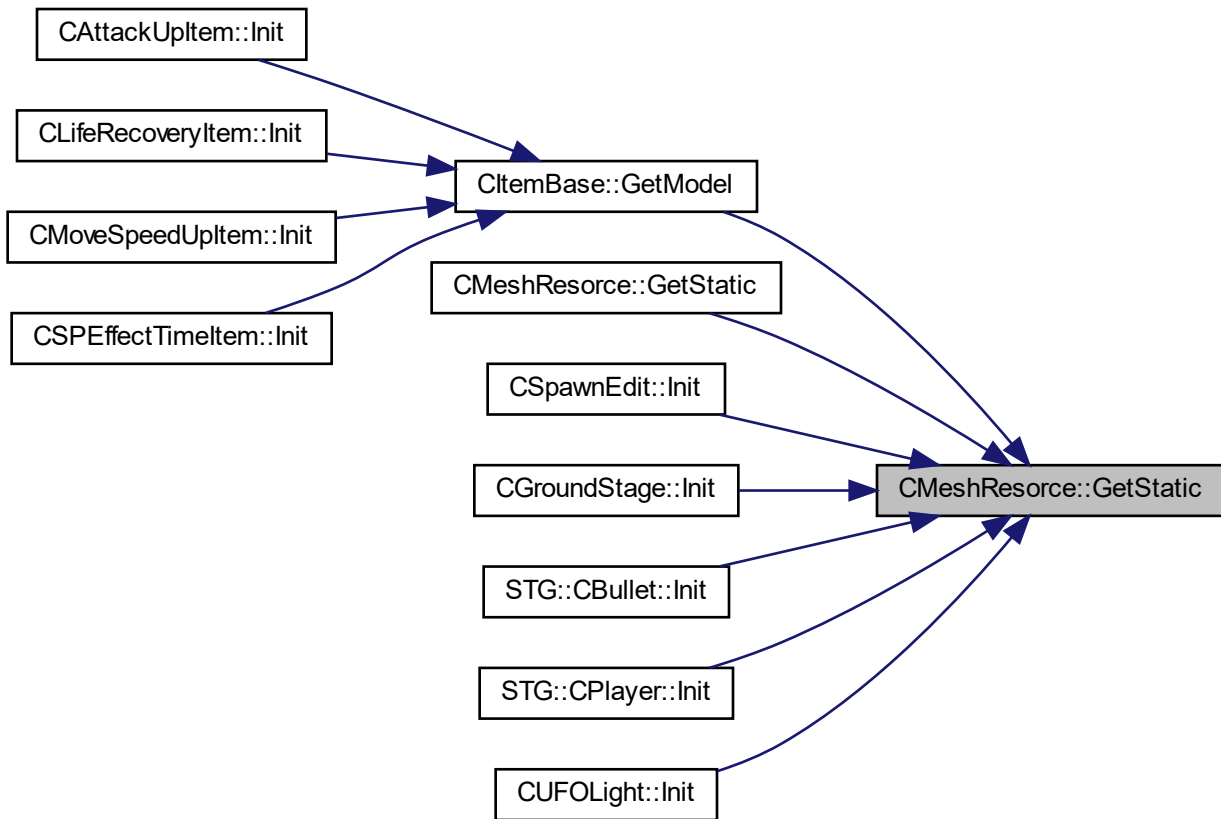 CAttackUpItem::Init
CLifeRecoveryItem::Init
CItemBase::GetModel
CMoveSpeedUpItem::Init
CMeshResorce::GetStatic
CSPEffectTimeItem::Init
CSpawnEdit::Init
CGroundStage::Init
CMeshResorce::GetStatic
STG::CBullet::Init
STG::CPlayer::Init
CUFOLight::Init